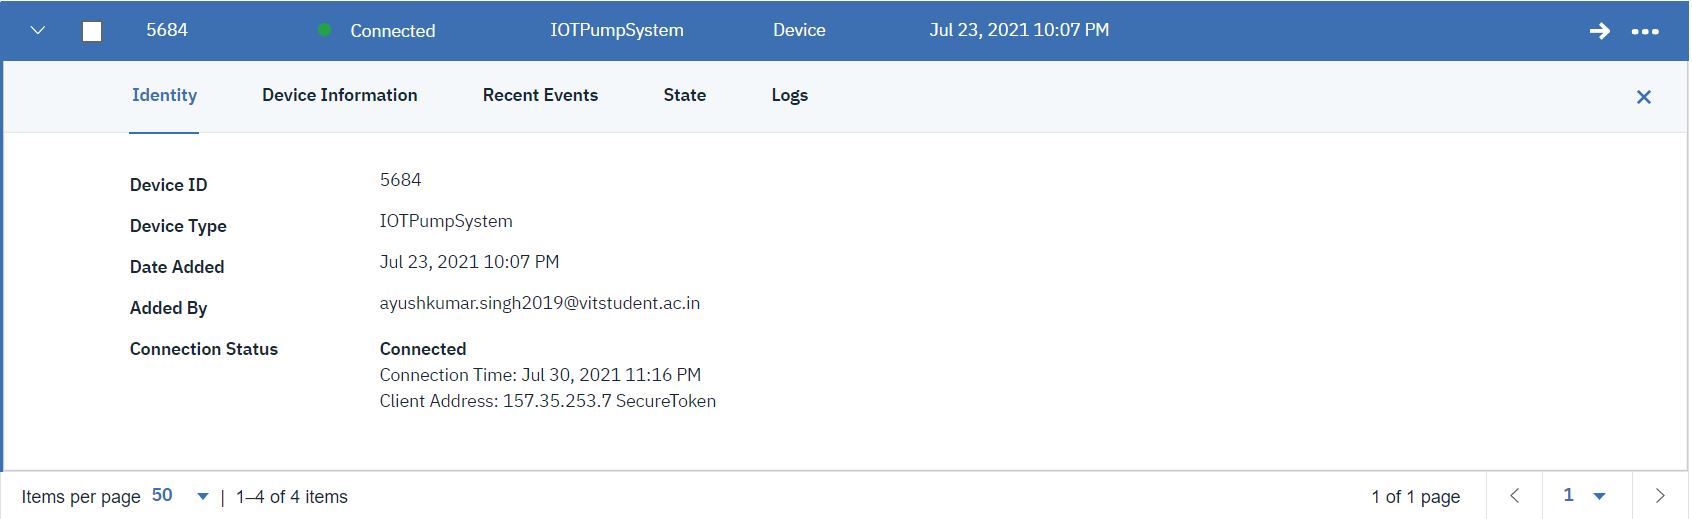 5684 Connected IOTPumpSystem Device Jul 23, 2021 10:07 PM
Identity Device Information Recent Events State Logs
Device ID 5684
Device Type IOTPumpSystem
Date Added Jul 23, 2021 10:07 PM
Added By ayushkumar.singh2019@vitstudent.ac.in
Connection Status Connected
Connection Time: Jul 30, 2021 11:16 PM
Client Address: 157.35.253.7 SecureToken
Items per page 50 | 1–4 of 4 items 1 of 1 page 1